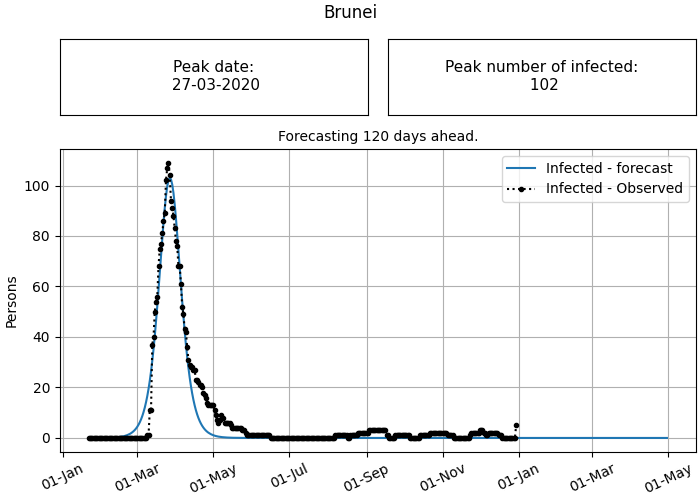 Brunei
Peak date:
27-03-2020
Peak number of infected:
102
Forecasting 120 days ahead.
Infected - forecast
Infected - Observed
Persons
100
80
60
40
20
0
01-Jan
01-Mar
01-May
01-Jul
01-Sep
01-Nov
01-Jan
01-Mar
01-May